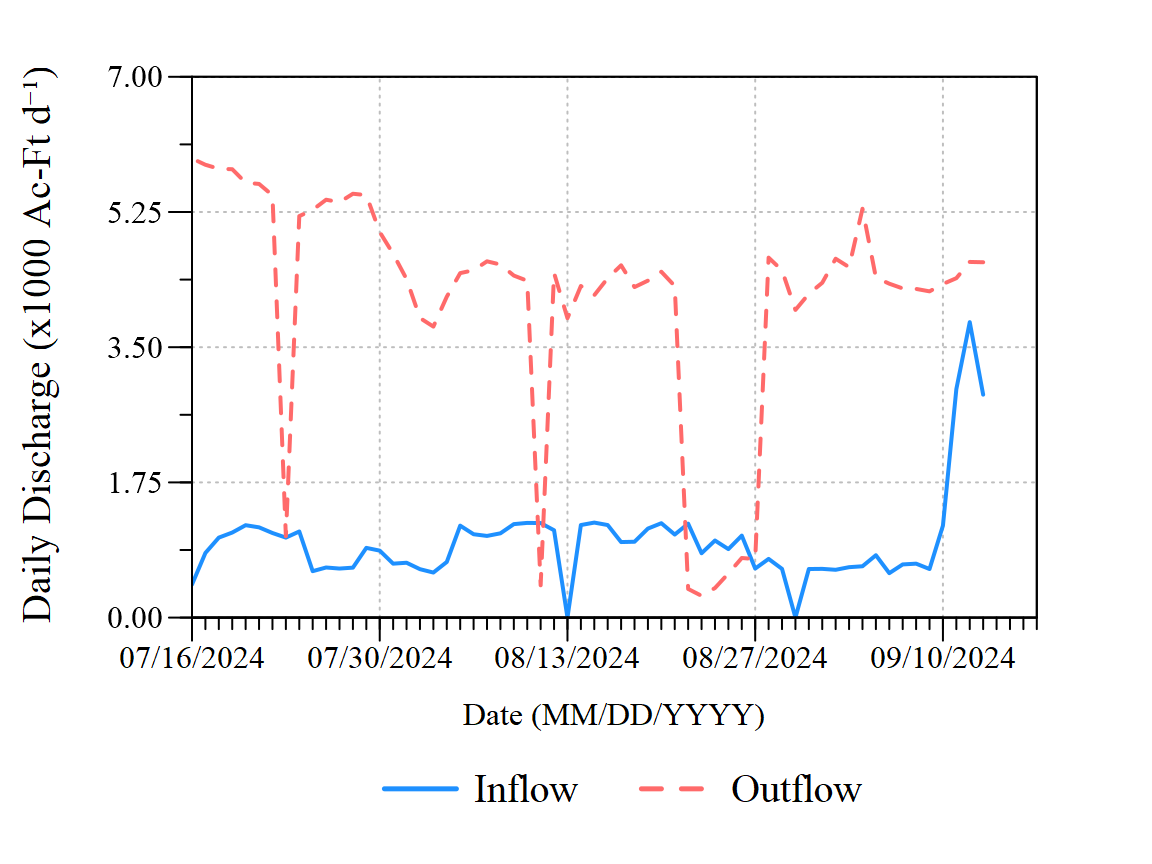 Daily Discharge (x1000 Ac-Ft d⁻¹)
7.00
5.25
3.50
1.75
0.00
07/16/2024 07/30/2024 08/13/2024 08/27/2024 09/10/2024
Date (MM/DD/YYYY)
Inflow Outflow